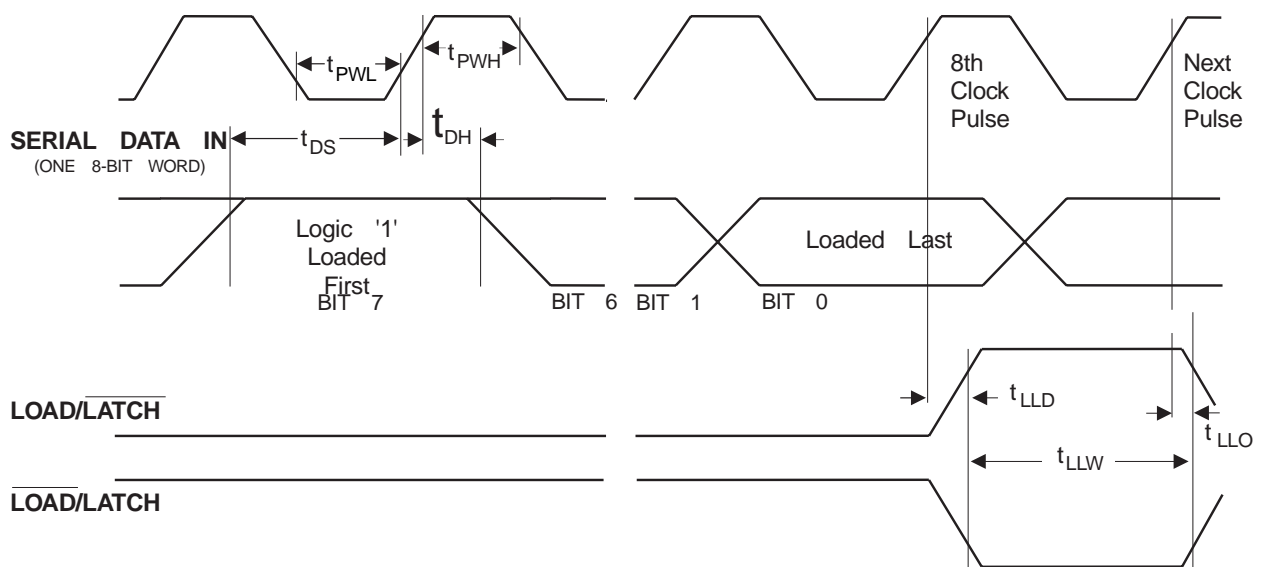 tPWL
tPWH
8th
Clock
Pulse
Next
Clock
Pulse
SERIAL DATA IN
(ONE 8-BIT WORD)
tDS
tDH
Logic '1'
Loaded
First
BIT 7
BIT 6
BIT 1
BIT 0
Loaded Last
LOAD/LATCH
tLLD
tLLO
tLLW
LOAD/LATCH